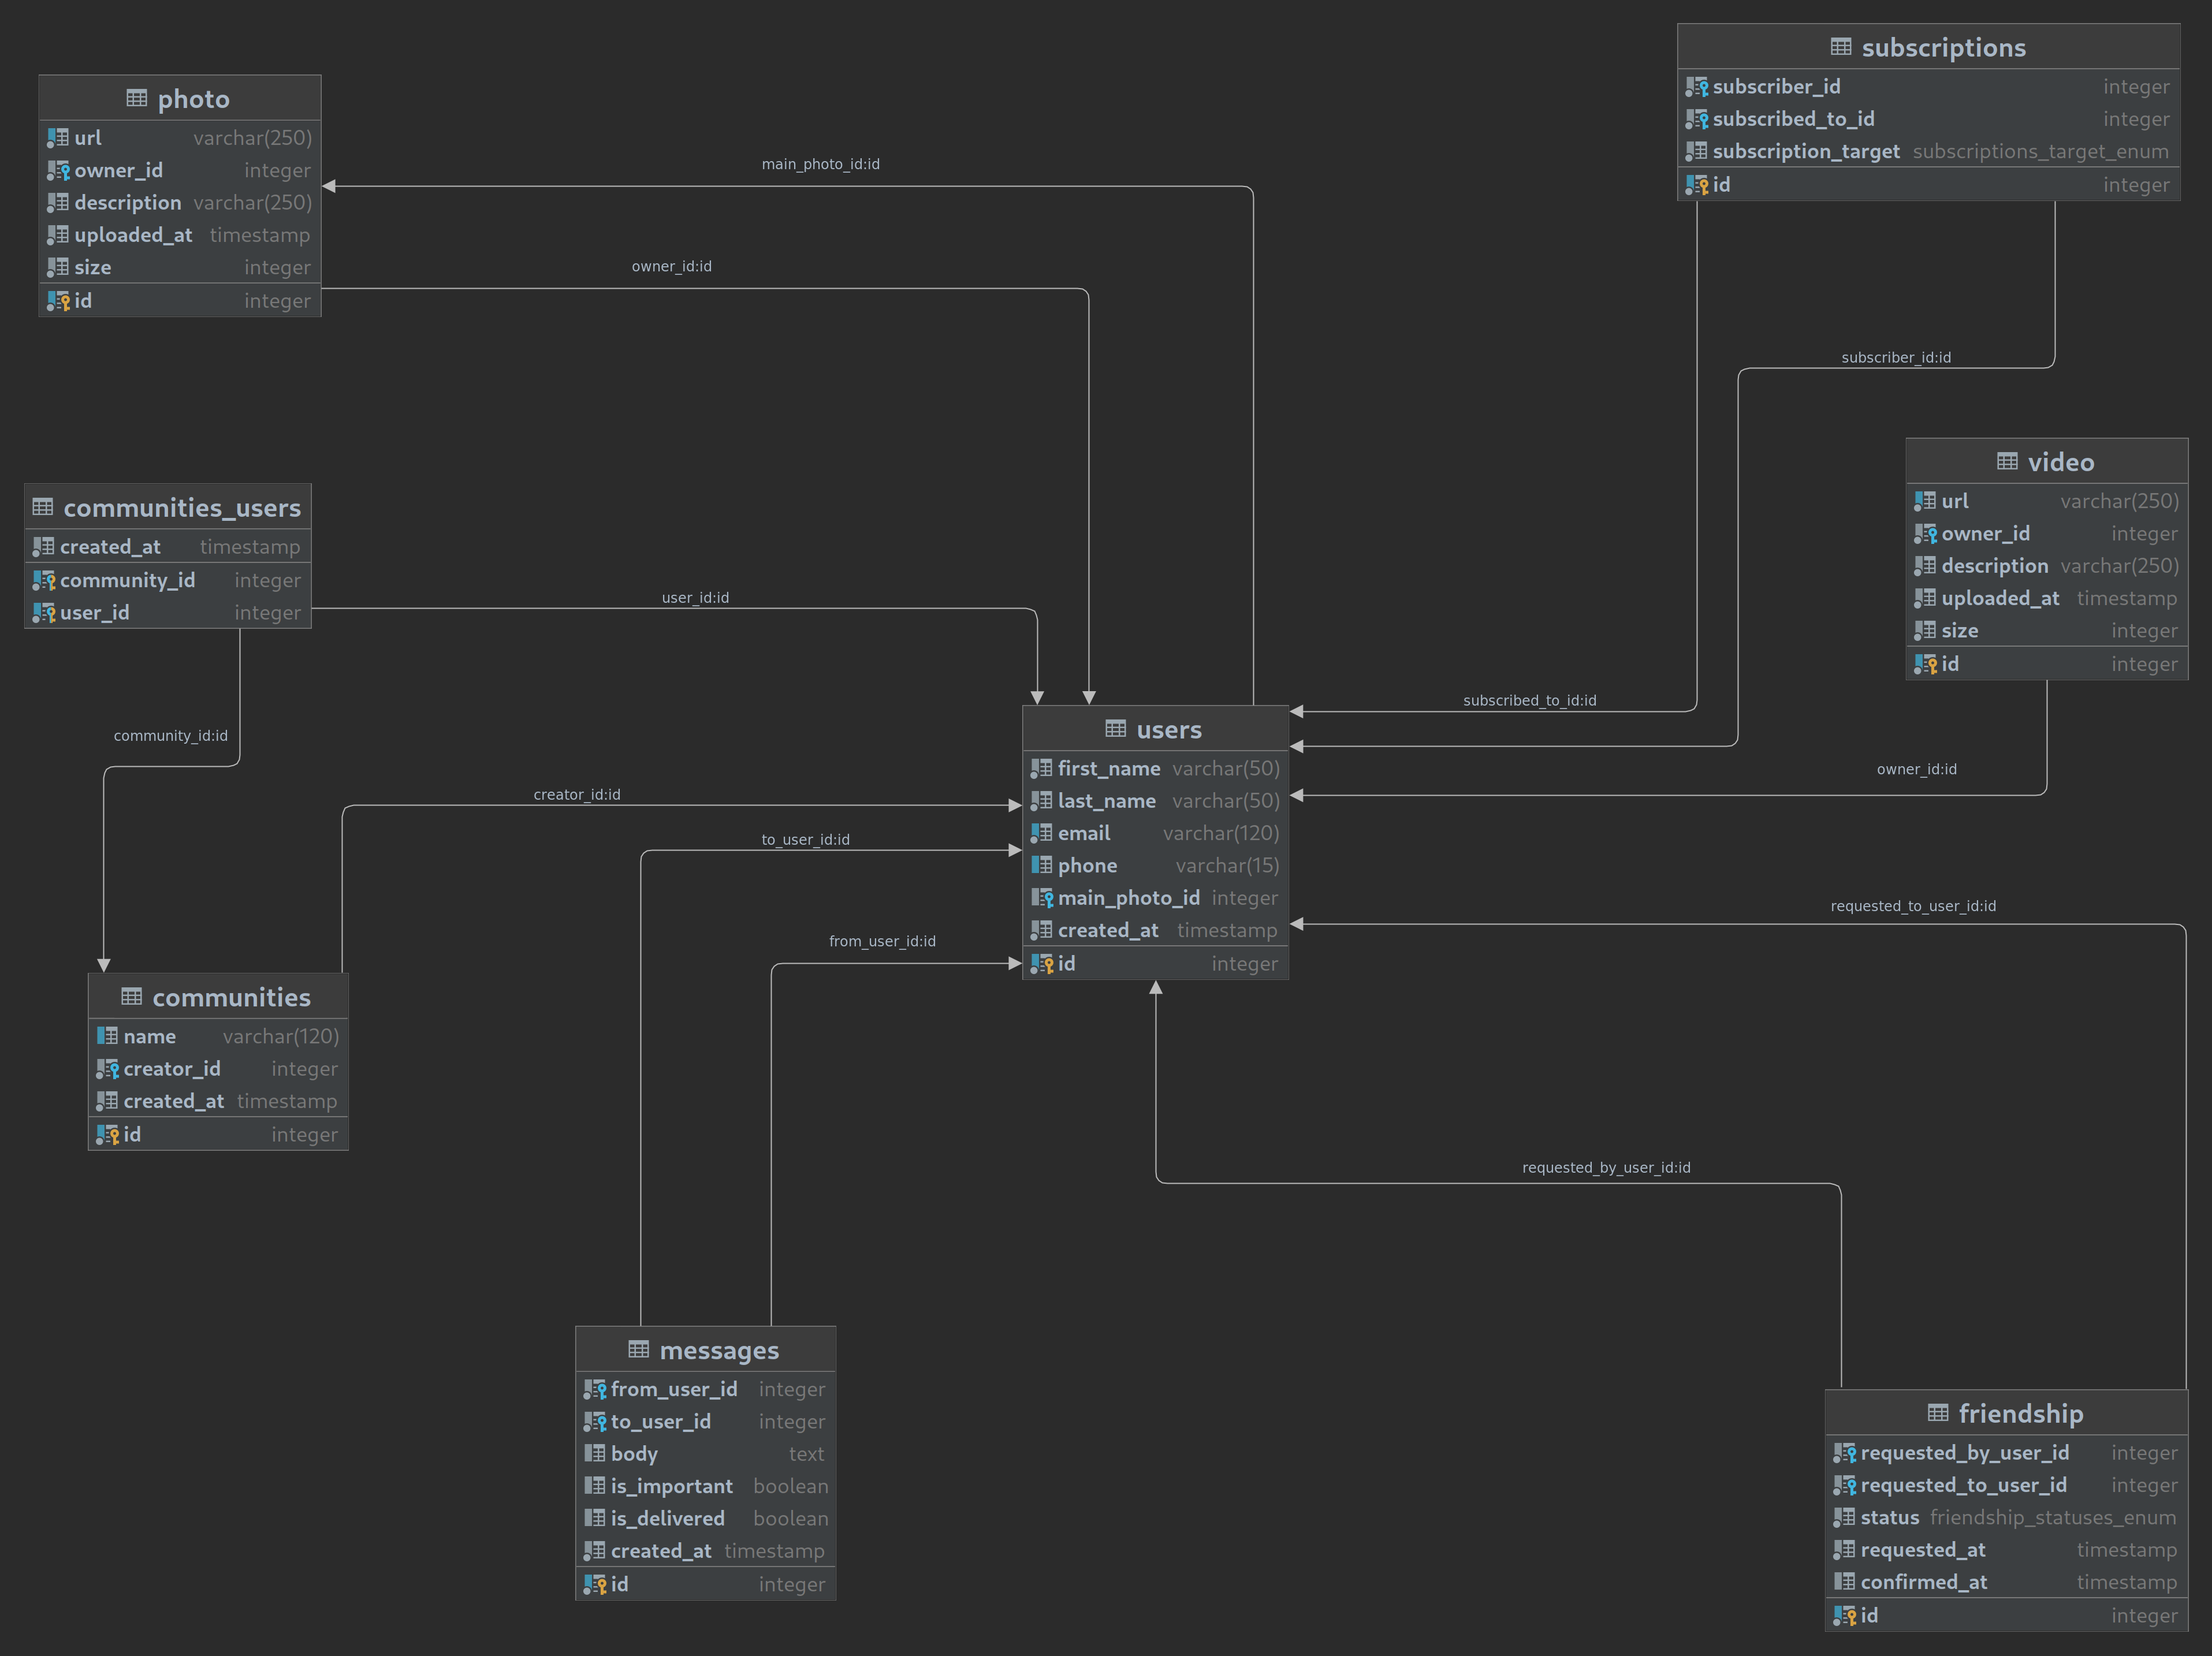 photo
url varchar(250)
owner_id integer
description varchar(250)
uploaded_at timestamp
size integer
id integer
main_photo_id:id
owner_id:id
subscriptions
subscriber_id integer
subscribed_to_id integer
subscription_target subscriptions_target_enum
id integer
subscriber_id:id
subscribed_to_id:id
video
url varchar(250)
owner_id integer
description varchar(250)
uploaded_at timestamp
size integer
id integer
owner_id:id
communities_users
created_at timestamp
community_id integer
user_id integer
user_id:id
community_id:id
users
first_name varchar(50)
last_name varchar(50)
email varchar(120)
phone varchar(15)
main_photo_id integer
created_at timestamp
id integer
creator_id:id
to_user_id:id
from_user_id:id
requested_to_user_id:id
requested_by_user_id:id
communities
name varchar(120)
creator_id integer
created_at timestamp
id integer
messages
from_user_id integer
to_user_id integer
body text
is_important boolean
is_delivered boolean
created_at timestamp
id integer
friendship
requested_by_user_id integer
requested_to_user_id integer
status friendship_statuses_enum
requested_at timestamp
confirmed_at timestamp
id integer